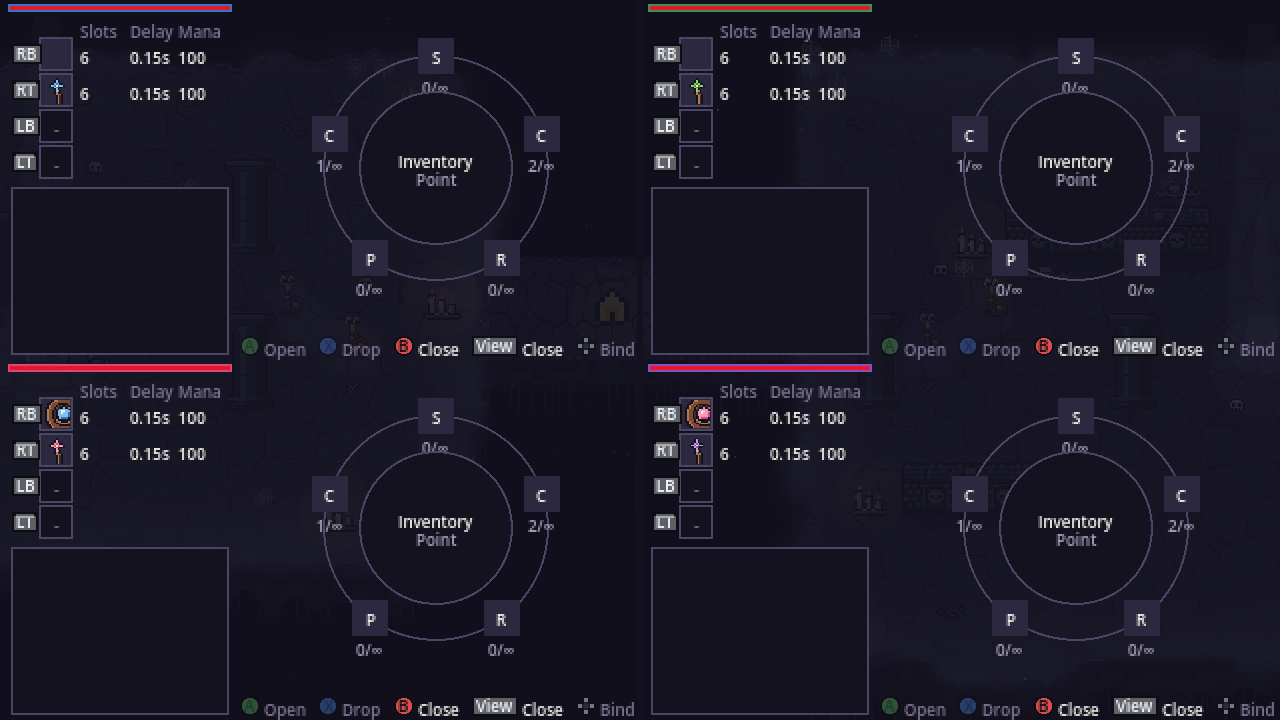 Slots Delay Mana
RB 6 0.15s 100
RT 6 0.15s 100
LB -
LT -
S
0/∞
C
1/∞
C
2/∞
Inventory
Point
P
0/∞
R
0/∞
A Open X Drop B Close View Close Bind
Slots Delay Mana
RB 6 0.15s 100
RT 6 0.15s 100
LB -
LT -
S
0/∞
C
1/∞
C
2/∞
Inventory
Point
P
0/∞
R
0/∞
A Open X Drop B Close View Close Bind
Slots Delay Mana
RB 6 0.15s 100
RT 6 0.15s 100
LB -
LT -
S
0/∞
C
1/∞
C
2/∞
Inventory
Point
P
0/∞
R
0/∞
A Open X Drop B Close View Close Bind
Slots Delay Mana
RB 6 0.15s 100
RT 6 0.15s 100
LB -
LT -
S
0/∞
C
1/∞
C
2/∞
Inventory
Point
P
0/∞
R
0/∞
A Open X Drop B Close View Close Bind